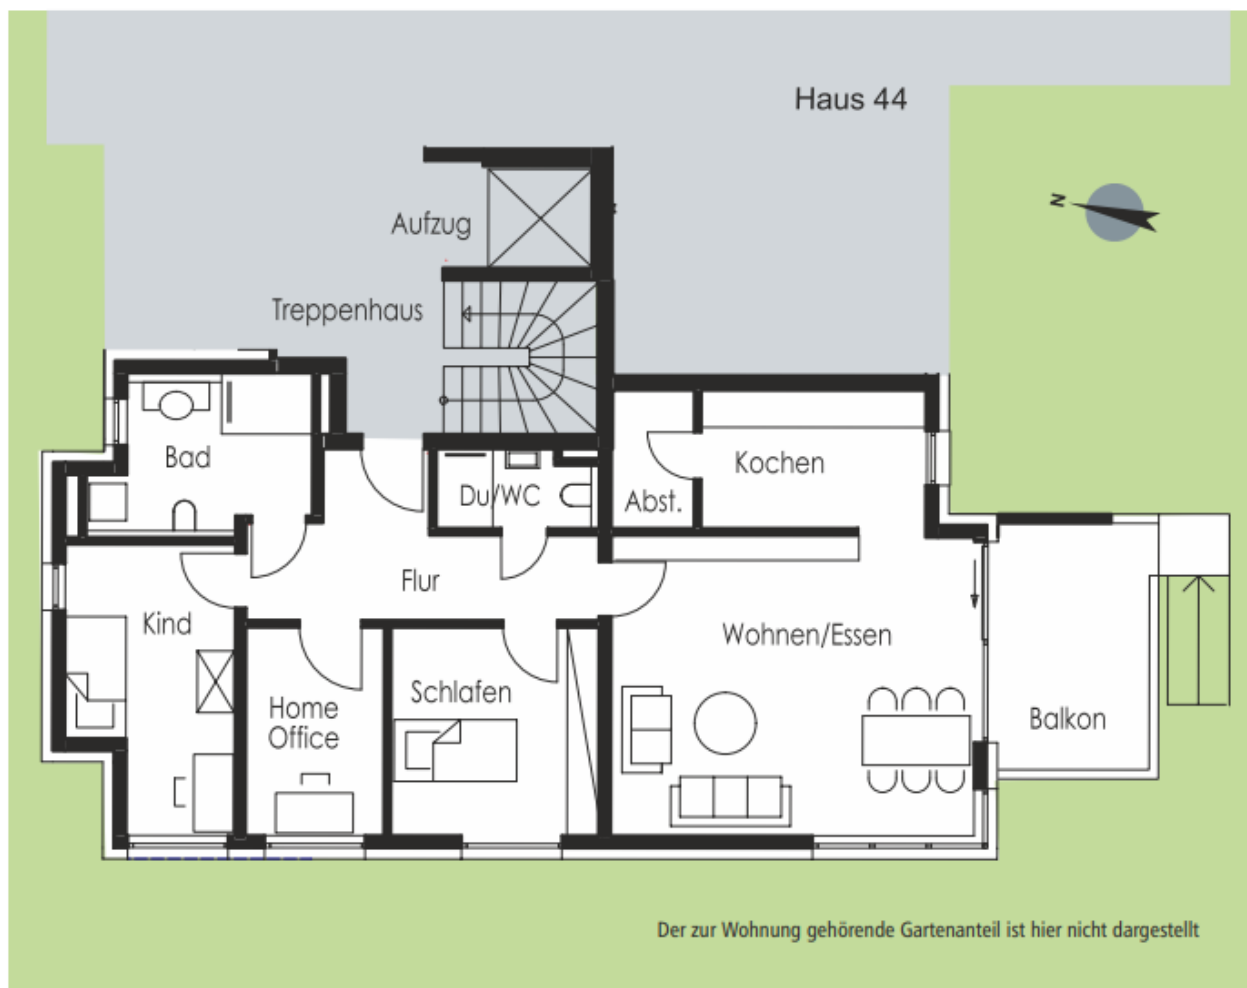 Haus 44
N
Aufzug
Treppenhaus
Bad
Kochen
Du/WC
Abst.
Flur
Kind
Wohnen/Essen
Schlafen
Home
Office
Balkon
Der zur Wohnung gehörende Gartenanteil ist hier nicht dargestellt